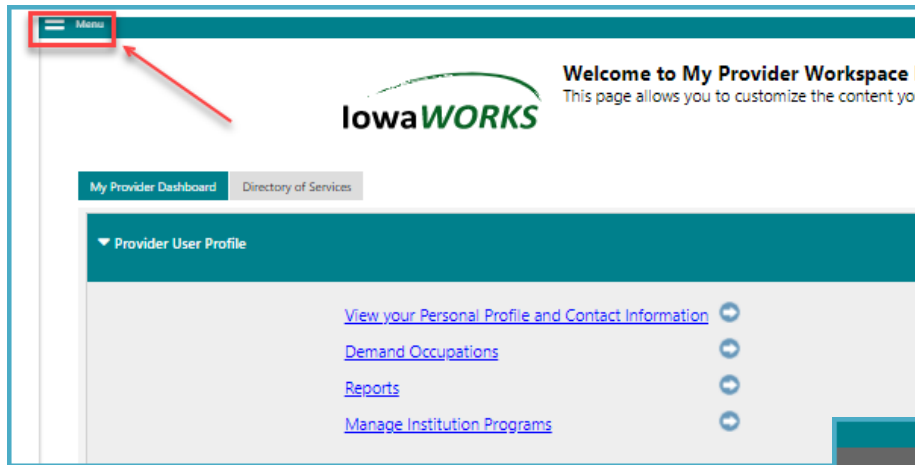 Menu
Welcome to My Provider Workspace
This page allows you to customize the content yo
IowaWORKS
My Provider Dashboard
Directory of Services
Provider User Profile
View your Personal Profile and Contact Information
Demand Occupations
Reports
Manage Institution Programs